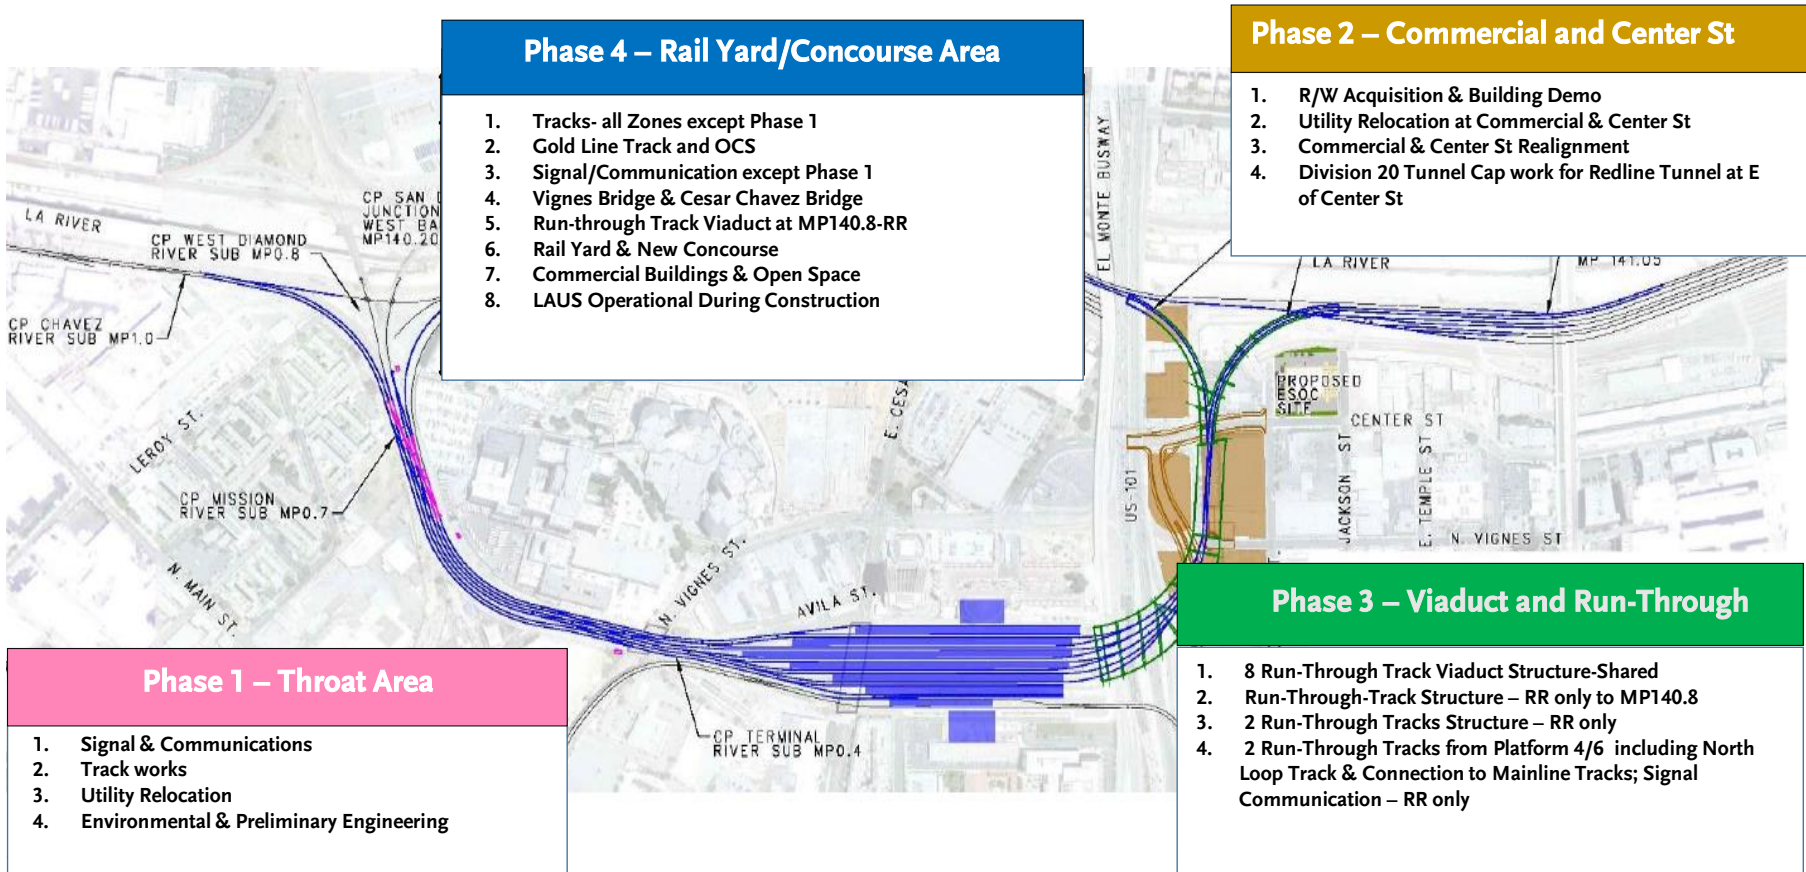 Phase 4 – Rail Yard/Concourse Area
1. Tracks- all Zones except Phase 1
2. Gold Line Track and OCS
3. Signal/Communication except Phase 1
4. Vignes Bridge & Cesar Chavez Bridge
5. Run-through Track Viaduct at MP140.8-RR
6. Rail Yard & New Concourse
7. Commercial Buildings & Open Space
8. LAUS Operational During Construction
Phase 2 – Commercial and Center St
1. R/W Acquisition & Building Demo
2. Utility Relocation at Commercial & Center St
3. Commercial & Center St Realignment
4. Division 20 Tunnel Cap work for Redline Tunnel at E
of Center St
LA RIVER
CP WEST DIAMOND
RIVER SUB MP0.8
CP SAN
JUNCTION
WEST BA
MP140.20
CP CHAVEZ
RIVER SUB MP1.0
LEROY ST.
CP MISSION
RIVER SUB MP0.7
N. MAIN ST.
N. VIGNES ST.
AVILA ST.
CP TERMINAL
RIVER SUB MP0.4
E. CESA
EL MONTE BUSWAY
US-101
LA RIVER
MP 141.05
PROPOSED
ESOC
SITE
CENTER ST
JACKSON ST
E. TEMPLE ST
N. VIGNES ST
Phase 1 – Throat Area
1. Signal & Communications
2. Track works
3. Utility Relocation
4. Environmental & Preliminary Engineering
Phase 3 – Viaduct and Run-Through
1. 8 Run-Through Track Viaduct Structure-Shared
2. Run-Through-Track Structure – RR only to MP140.8
3. 2 Run-Through Tracks Structure – RR only
4. 2 Run-Through Tracks from Platform 4/6 including North
Loop Track & Connection to Mainline Tracks; Signal
Communication – RR only